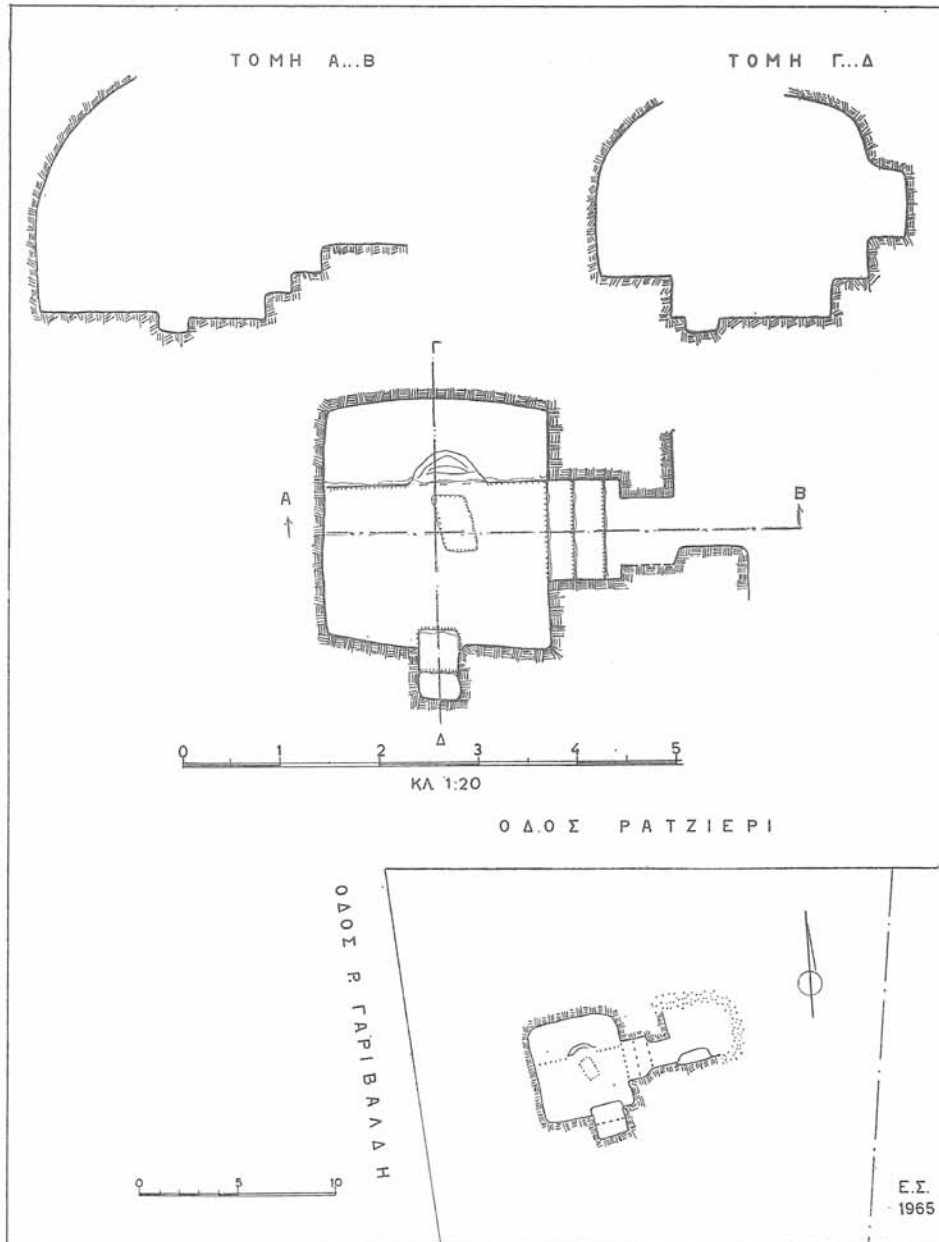 ΤΟΜΗ Α...Β
ΤΟΜΗ Γ...Δ
Γ
Α
Β
Δ
0 1 2 3 4 5
ΚΛ. 1:20
ΟΔΟΣ ΡΑΤΖΙΕΡΙ
ΟΔΟΣ Ρ. ΓΑΡΙΒΑΛΔΗ
0 5 10
Ε.Σ.
1965